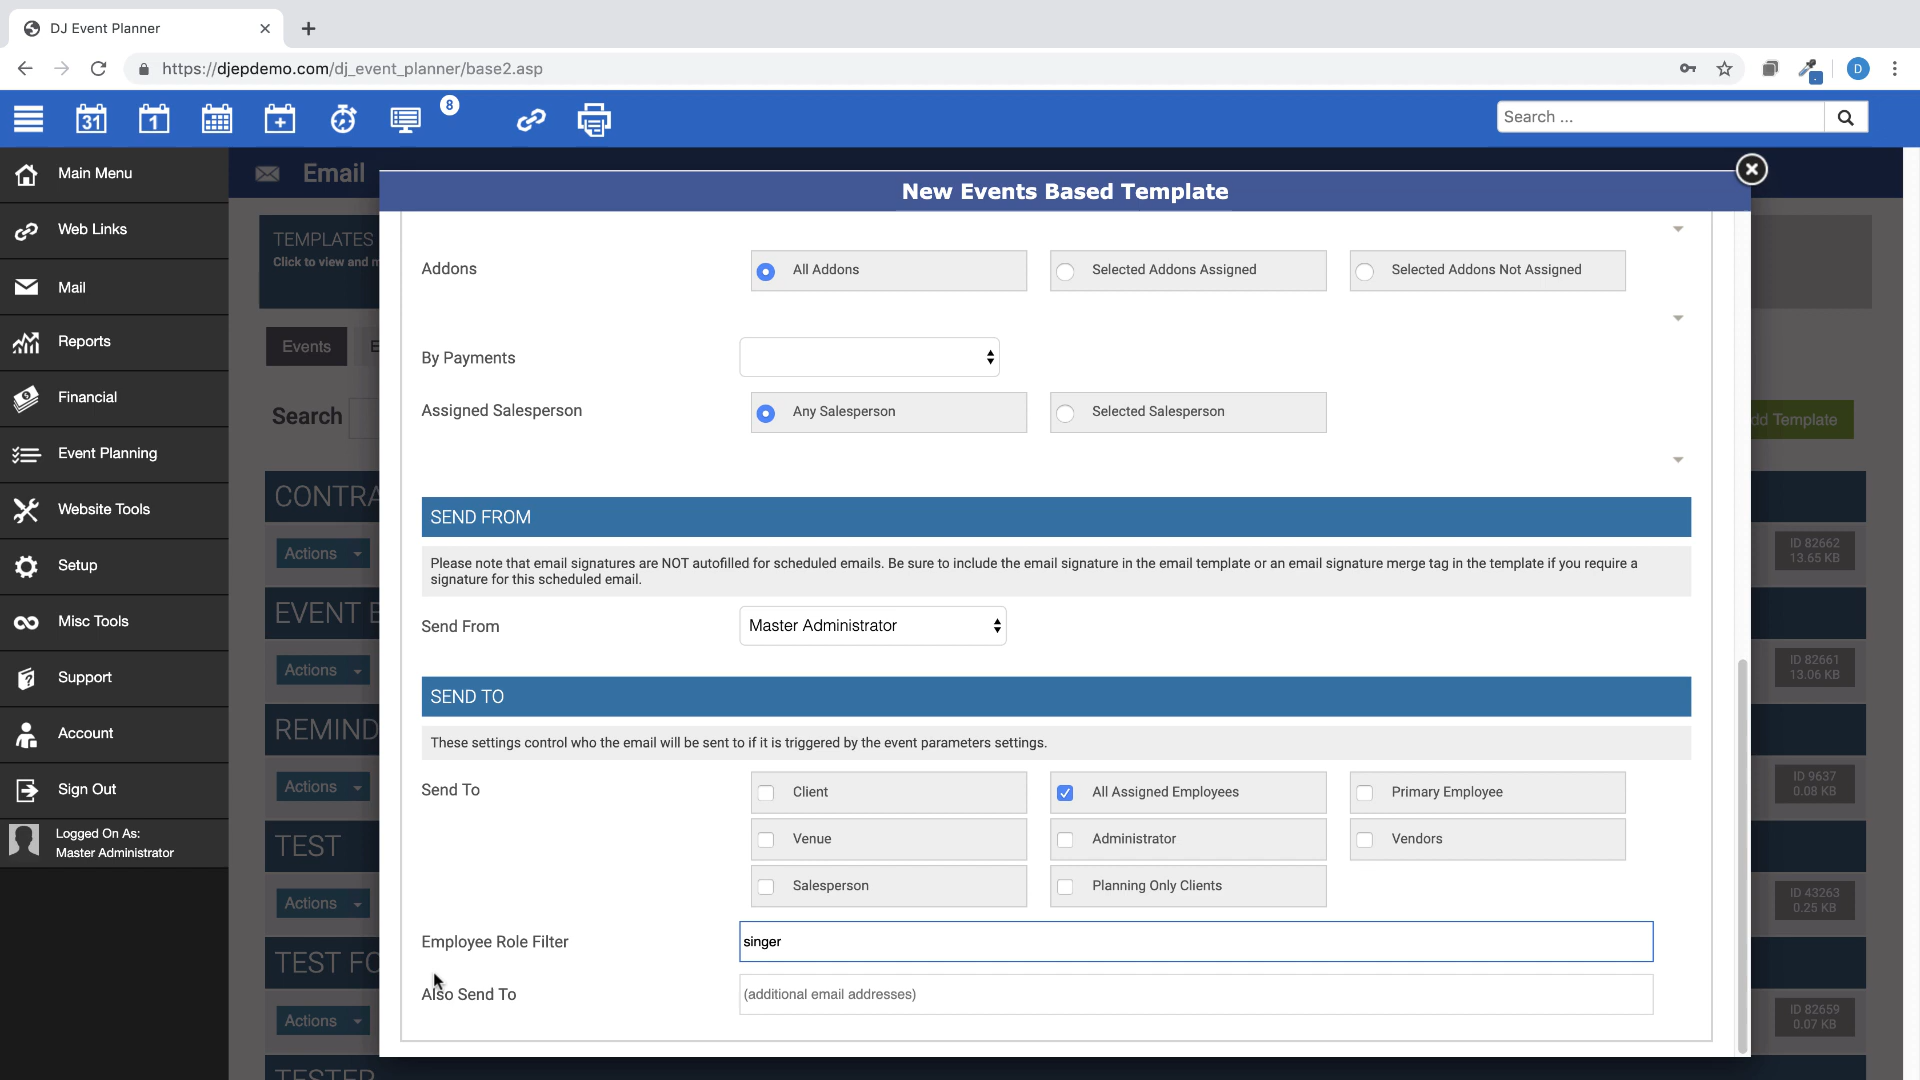 DJ Event Planner
https://djepdemo.com/dj_event_planner/base2.asp
D
31
1
8
Search ...
Main Menu
Web Links
Mail
Reports
Financial
Event Planning
Website Tools
Setup
Misc Tools
Support
Account
Sign Out
Logged On As:
Master Administrator
Email
TEMPLATES
Click to view and m
Events
E
Search
dd Template
CONTRA
Actions
ID 82662
13.65 KB
EVENT E
Actions
ID 82661
13.06 KB
REMIND
Actions
ID 9637
0.08 KB
TEST
Actions
ID 43263
0.25 KB
TEST FO
Actions
ID 82659
0.07 KB
TESTER
New Events Based Template
Addons
All Addons
Selected Addons Assigned
Selected Addons Not Assigned
By Payments
Assigned Salesperson
Any Salesperson
Selected Salesperson
SEND FROM
Please note that email signatures are NOT autofilled for scheduled emails. Be sure to include the email signature in the email template or an email signature merge tag in the template if you require a
signature for this scheduled email.
Send From
Master Administrator
SEND TO
These settings control who the email will be sent to if it is triggered by the event parameters settings.
Send To
Client
All Assigned Employees
Primary Employee
Venue
Administrator
Vendors
Salesperson
Planning Only Clients
Employee Role Filter
singer
Also Send To
(additional email addresses)